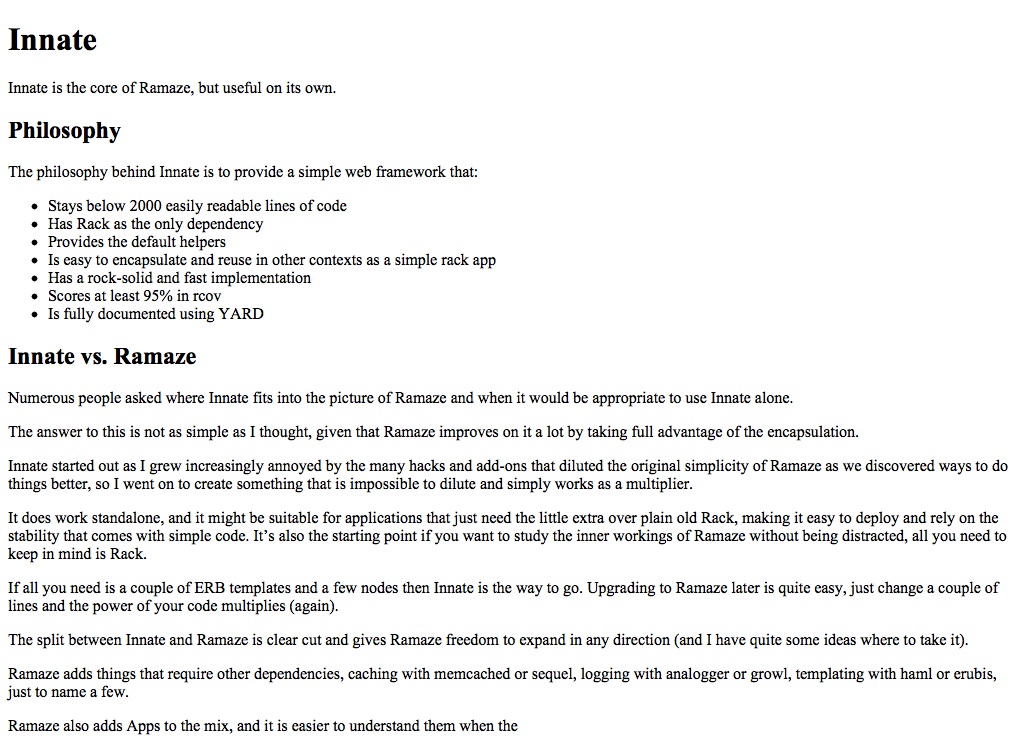 Innate
Innate is the core of Ramaze, but useful on its own.
Philosophy
The philosophy behind Innate is to provide a simple web framework that:
• Stays below 2000 easily readable lines of code
• Has Rack as the only dependency
• Provides the default helpers
• Is easy to encapsulate and reuse in other contexts as a simple rack app
• Has a rock-solid and fast implementation
• Scores at least 95% in rcov
• Is fully documented using YARD
Innate vs. Ramaze
Numerous people asked where Innate fits into the picture of Ramaze and when it would be appropriate to use Innate alone.
The answer to this is not as simple as I thought, given that Ramaze improves on it a lot by taking full advantage of the encapsulation.
Innate started out as I grew increasingly annoyed by the many hacks and add-ons that diluted the original simplicity of Ramaze as we discovered ways to do
things better, so I went on to create something that is impossible to dilute and simply works as a multiplier.
It does work standalone, and it might be suitable for applications that just need the little extra over plain old Rack, making it easy to deploy and rely on the
stability that comes with simple code. It’s also the starting point if you want to study the inner workings of Ramaze without being distracted, all you need to
keep in mind is Rack.
If all you need is a couple of ERB templates and a few nodes then Innate is the way to go. Upgrading to Ramaze later is quite easy, just change a couple of
lines and the power of your code multiplies (again).
The split between Innate and Ramaze is clear cut and gives Ramaze freedom to expand in any direction (and I have quite some ideas where to take it).
Ramaze adds things that require other dependencies, caching with memcached or sequel, logging with analogger or growl, templating with haml or erubis,
just to name a few.
Ramaze also adds Apps to the mix, and it is easier to understand them when the